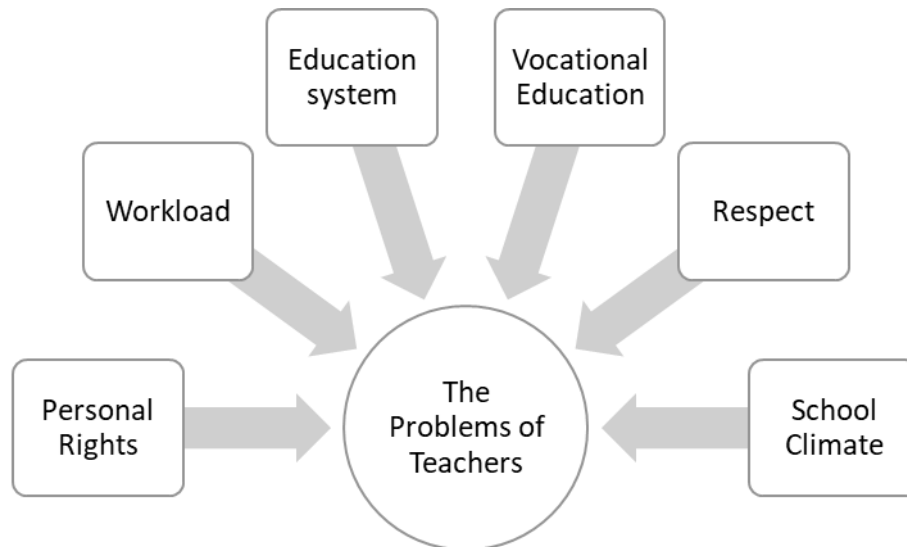 Education
system
Vocational
Education
Workload
Respect
Personal
Rights
The
Problems of
Teachers
School
Climate